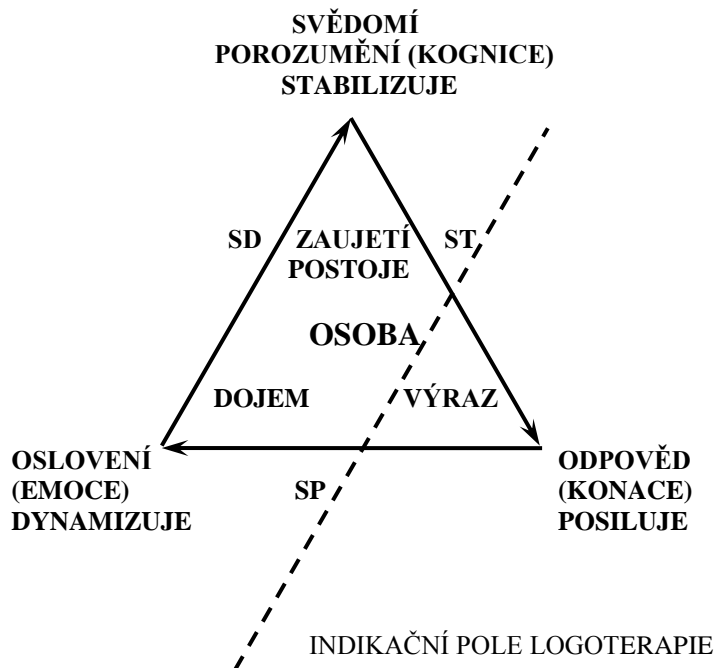 SVĚDOMÍ
POROZUMĚNÍ (KOGNICE)
STABILIZUJE
SD
ZAUJETÍ
POSTOJE
ST
OSOBA
DOJEM
VÝRAZ
OSLOVENÍ
(EMOCE)
DYNAMIZUJE
SP
ODPOVĚD
(KONACE)
POSILUJE
INDIKAČNÍ POLE LOGOTERAPIE